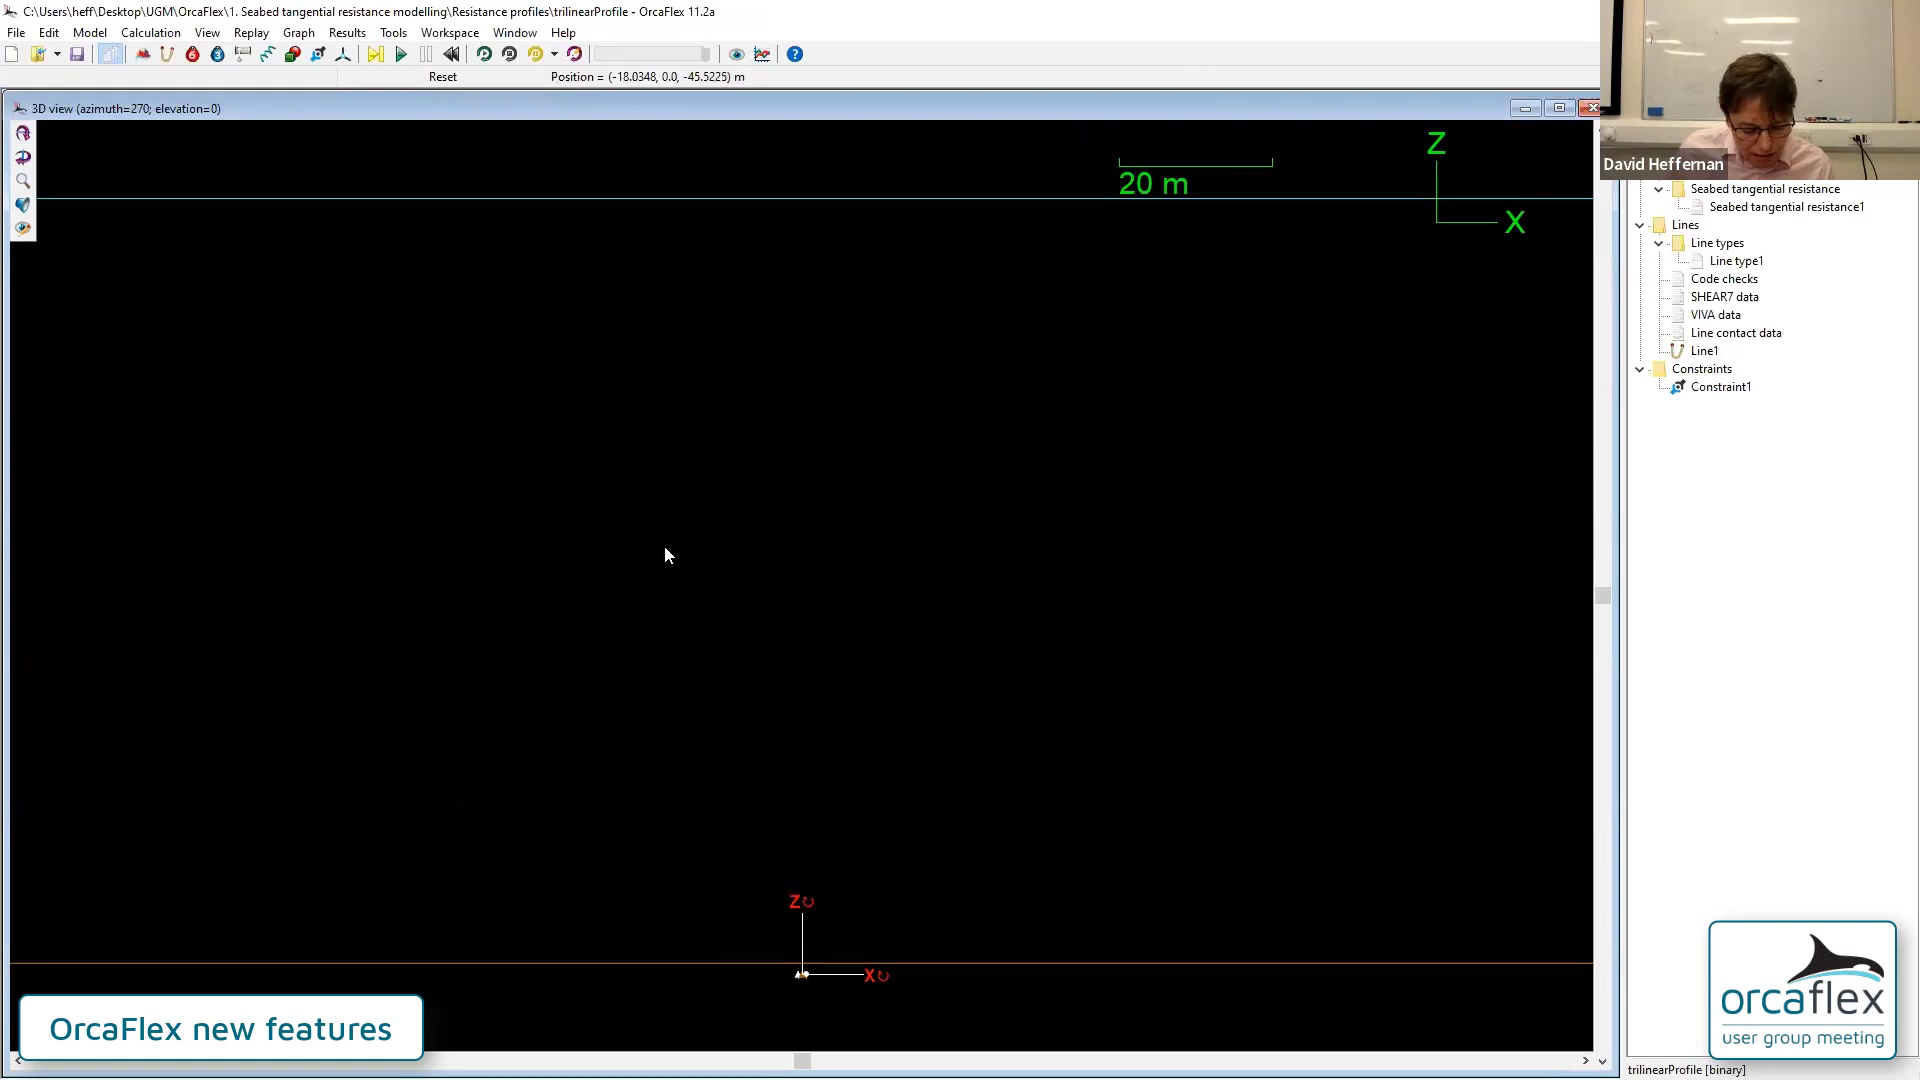 C:\Users\heff\Desktop\UGM\OrcaFlex\1. Seabed tangential resistance modelling\Resistance profiles\trilinearProfile - OrcaFlex 11.2a
File Edit Model Calculation View Replay Graph Results Tools Workspace Window Help
Reset Position = (-18.0348, 0.0, -45.5225) m
3D view (azimuth=270; elevation=0)
20 m
Z
X
David Heffernan
Seabed tangential resistance
Seabed tangential resistance1
Lines
Line types
Line type1
Code checks
SHEAR7 data
VIVA data
Line contact data
Line1
Constraints
Constraint1
Z
X
OrcaFlex new features
orcaflex
user group meeting
trilinearProfile [binary]